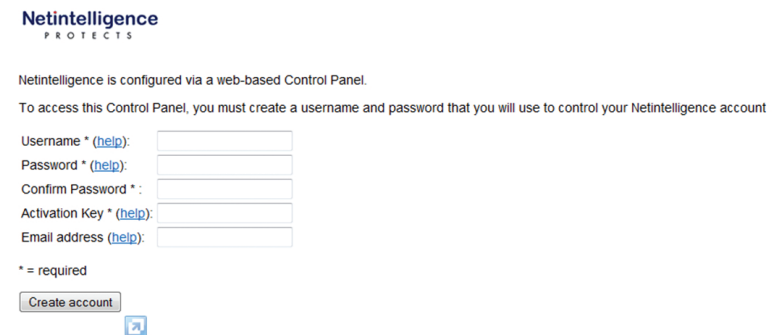 Netintelligence
PROTECTS
Netintelligence is configured via a web-based Control Panel.
To access this Control Panel, you must create a username and password that you will use to control your Netintelligence account
Username * (help):
Password * (help):
Confirm Password * :
Activation Key * (help):
Email address (help):
* = required
Create account